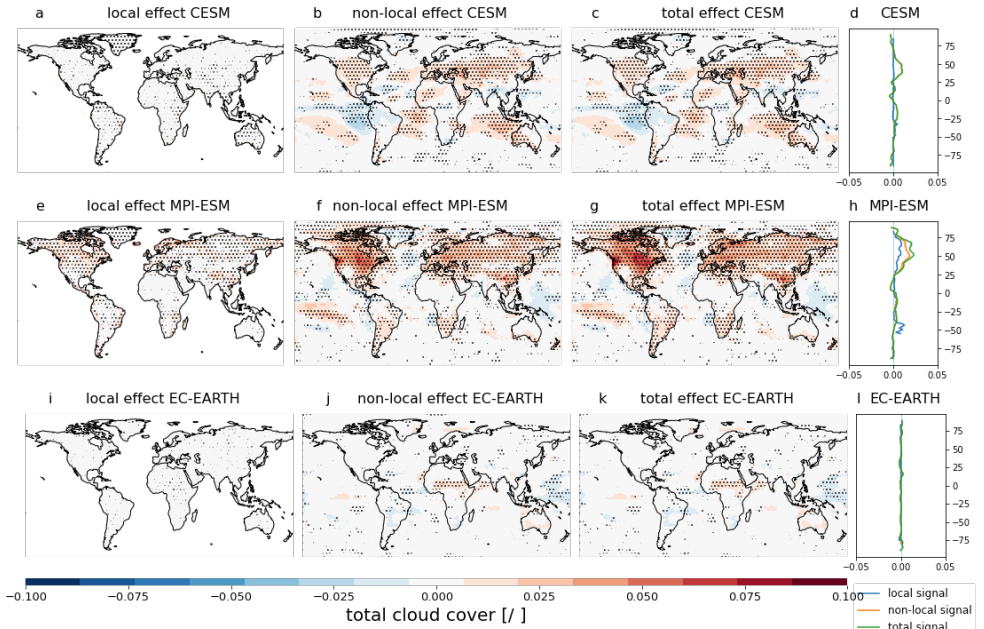 a local effect CESM
b non-local effect CESM
c total effect CESM
d CESM
75
50
25
0
−25
−50
−75
−0.05 0.00 0.05
e local effect MPI-ESM
f non-local effect MPI-ESM
g total effect MPI-ESM
h MPI-ESM
75
50
25
0
−25
−50
−75
−0.05 0.00 0.05
i local effect EC-EARTH
j non-local effect EC-EARTH
k total effect EC-EARTH
l EC-EARTH
75
50
25
0
−25
−50
−75
−0.05 0.00 0.05
−0.100 −0.075 −0.050 −0.025 0.000 0.025 0.050 0.075 0.100
total cloud cover [/ ]
local signal
non-local signal
total signal